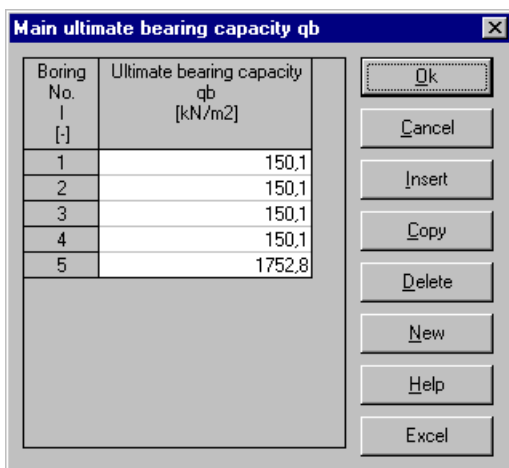 Main ultimate bearing capacity qb
Boring No. I [-]
Ultimate bearing capacity qb [kN/m2]
1 150,1
2 150,1
3 150,1
4 150,1
5 1752,8
Ok
Cancel
Insert
Copy
Delete
New
Help
Excel